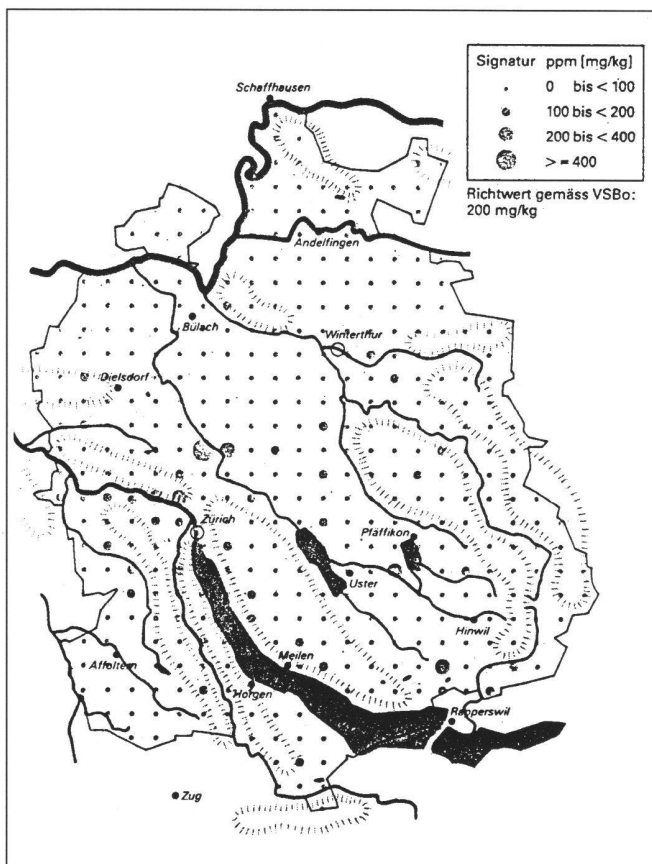 Signatur ppm [mg/kg]
0 bis < 100
100 bis < 200
200 bis < 400
> = 400
Richtwert gemäss VSBo:
200 mg/kg
Schaffhausen
Andelfingen
Bülach
Winterthur
Dielsdorf
Zürich
Pfäffikon
Uster
Hinwil
Meilen
Affoltern
Horgen
Rapperswil
Zug